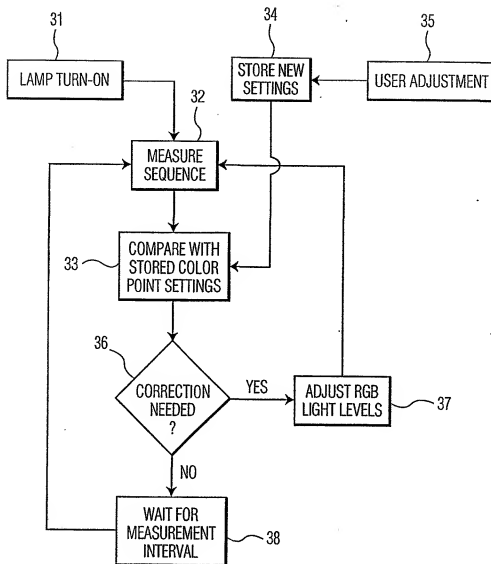 31
LAMP TURN-ON
34
STORE NEW
SETTINGS
35
USER ADJUSTMENT
32
MEASURE
SEQUENCE
33
COMPARE WITH
STORED COLOR
POINT SETTINGS
36
CORRECTION
NEEDED
?
YES
ADJUST RGB
LIGHT LEVELS
37
NO
WAIT FOR
MEASUREMENT
INTERVAL
38